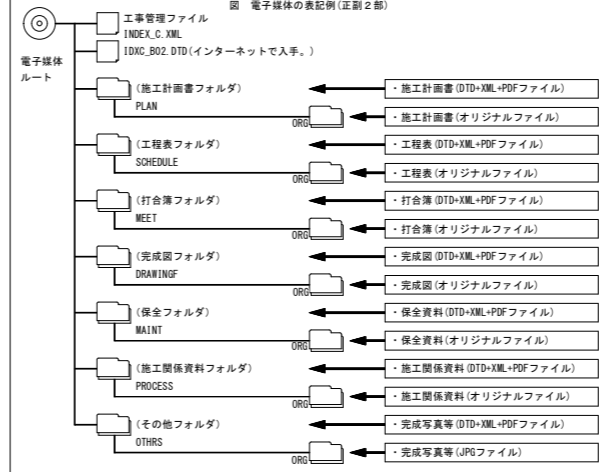 図 電子媒体の表記例(正副2部)
工事管理ファイル
INDEX_C.XML
IDXC_B02.DTD(インターネットで入手。)
電子媒体
ルート
(施工計画書フォルダ)
PLAN
・施工計画書(DTD+XML+PDFファイル)
ORG
・施工計画書(オリジナルファイル)
(工程表フォルダ)
SCHEDULE
・工程表(DTD+XML+PDFファイル)
ORG
・工程表(オリジナルファイル)
(打合簿フォルダ)
MEET
・打合簿(DTD+XML+PDFファイル)
ORG
・打合簿(オリジナルファイル)
(完成図フォルダ)
DRAWINGF
・完成図(DTD+XML+PDFファイル)
ORG
・完成図(オリジナルファイル)
(保全フォルダ)
MAINT
・保全資料(DTD+XML+PDFファイル)
ORG
・保全資料(オリジナルファイル)
(施工関係資料フォルダ)
PROCESS
・施工関係資料(DTD+XML+PDFファイル)
ORG
・施工関係資料(オリジナルファイル)
(その他フォルダ)
OTHRS
・完成写真等(DTD+XML+PDFファイル)
ORG
・完成写真等(JPGファイル)